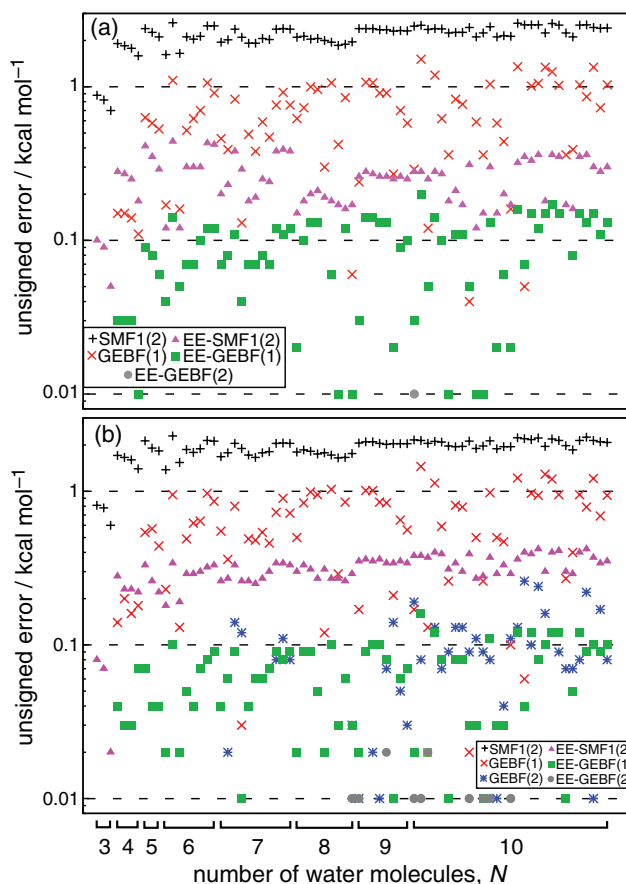 (a)
unsigned error / kcal mol⁻¹
1
0.1
0.01
+SMF1(2) ▲EE-SMF1(2)
×GEBF(1) ■EE-GEBF(1)
●EE-GEBF(2)
(b)
unsigned error / kcal mol⁻¹
1
0.1
0.01
+SMF1(2) ▲EE-SMF1(2)
×GEBF(1) ■EE-GEBF(1)
✳GEBF(2) ●EE-GEBF(2)
3 4 5 6 7 8 9 10
number of water molecules, N